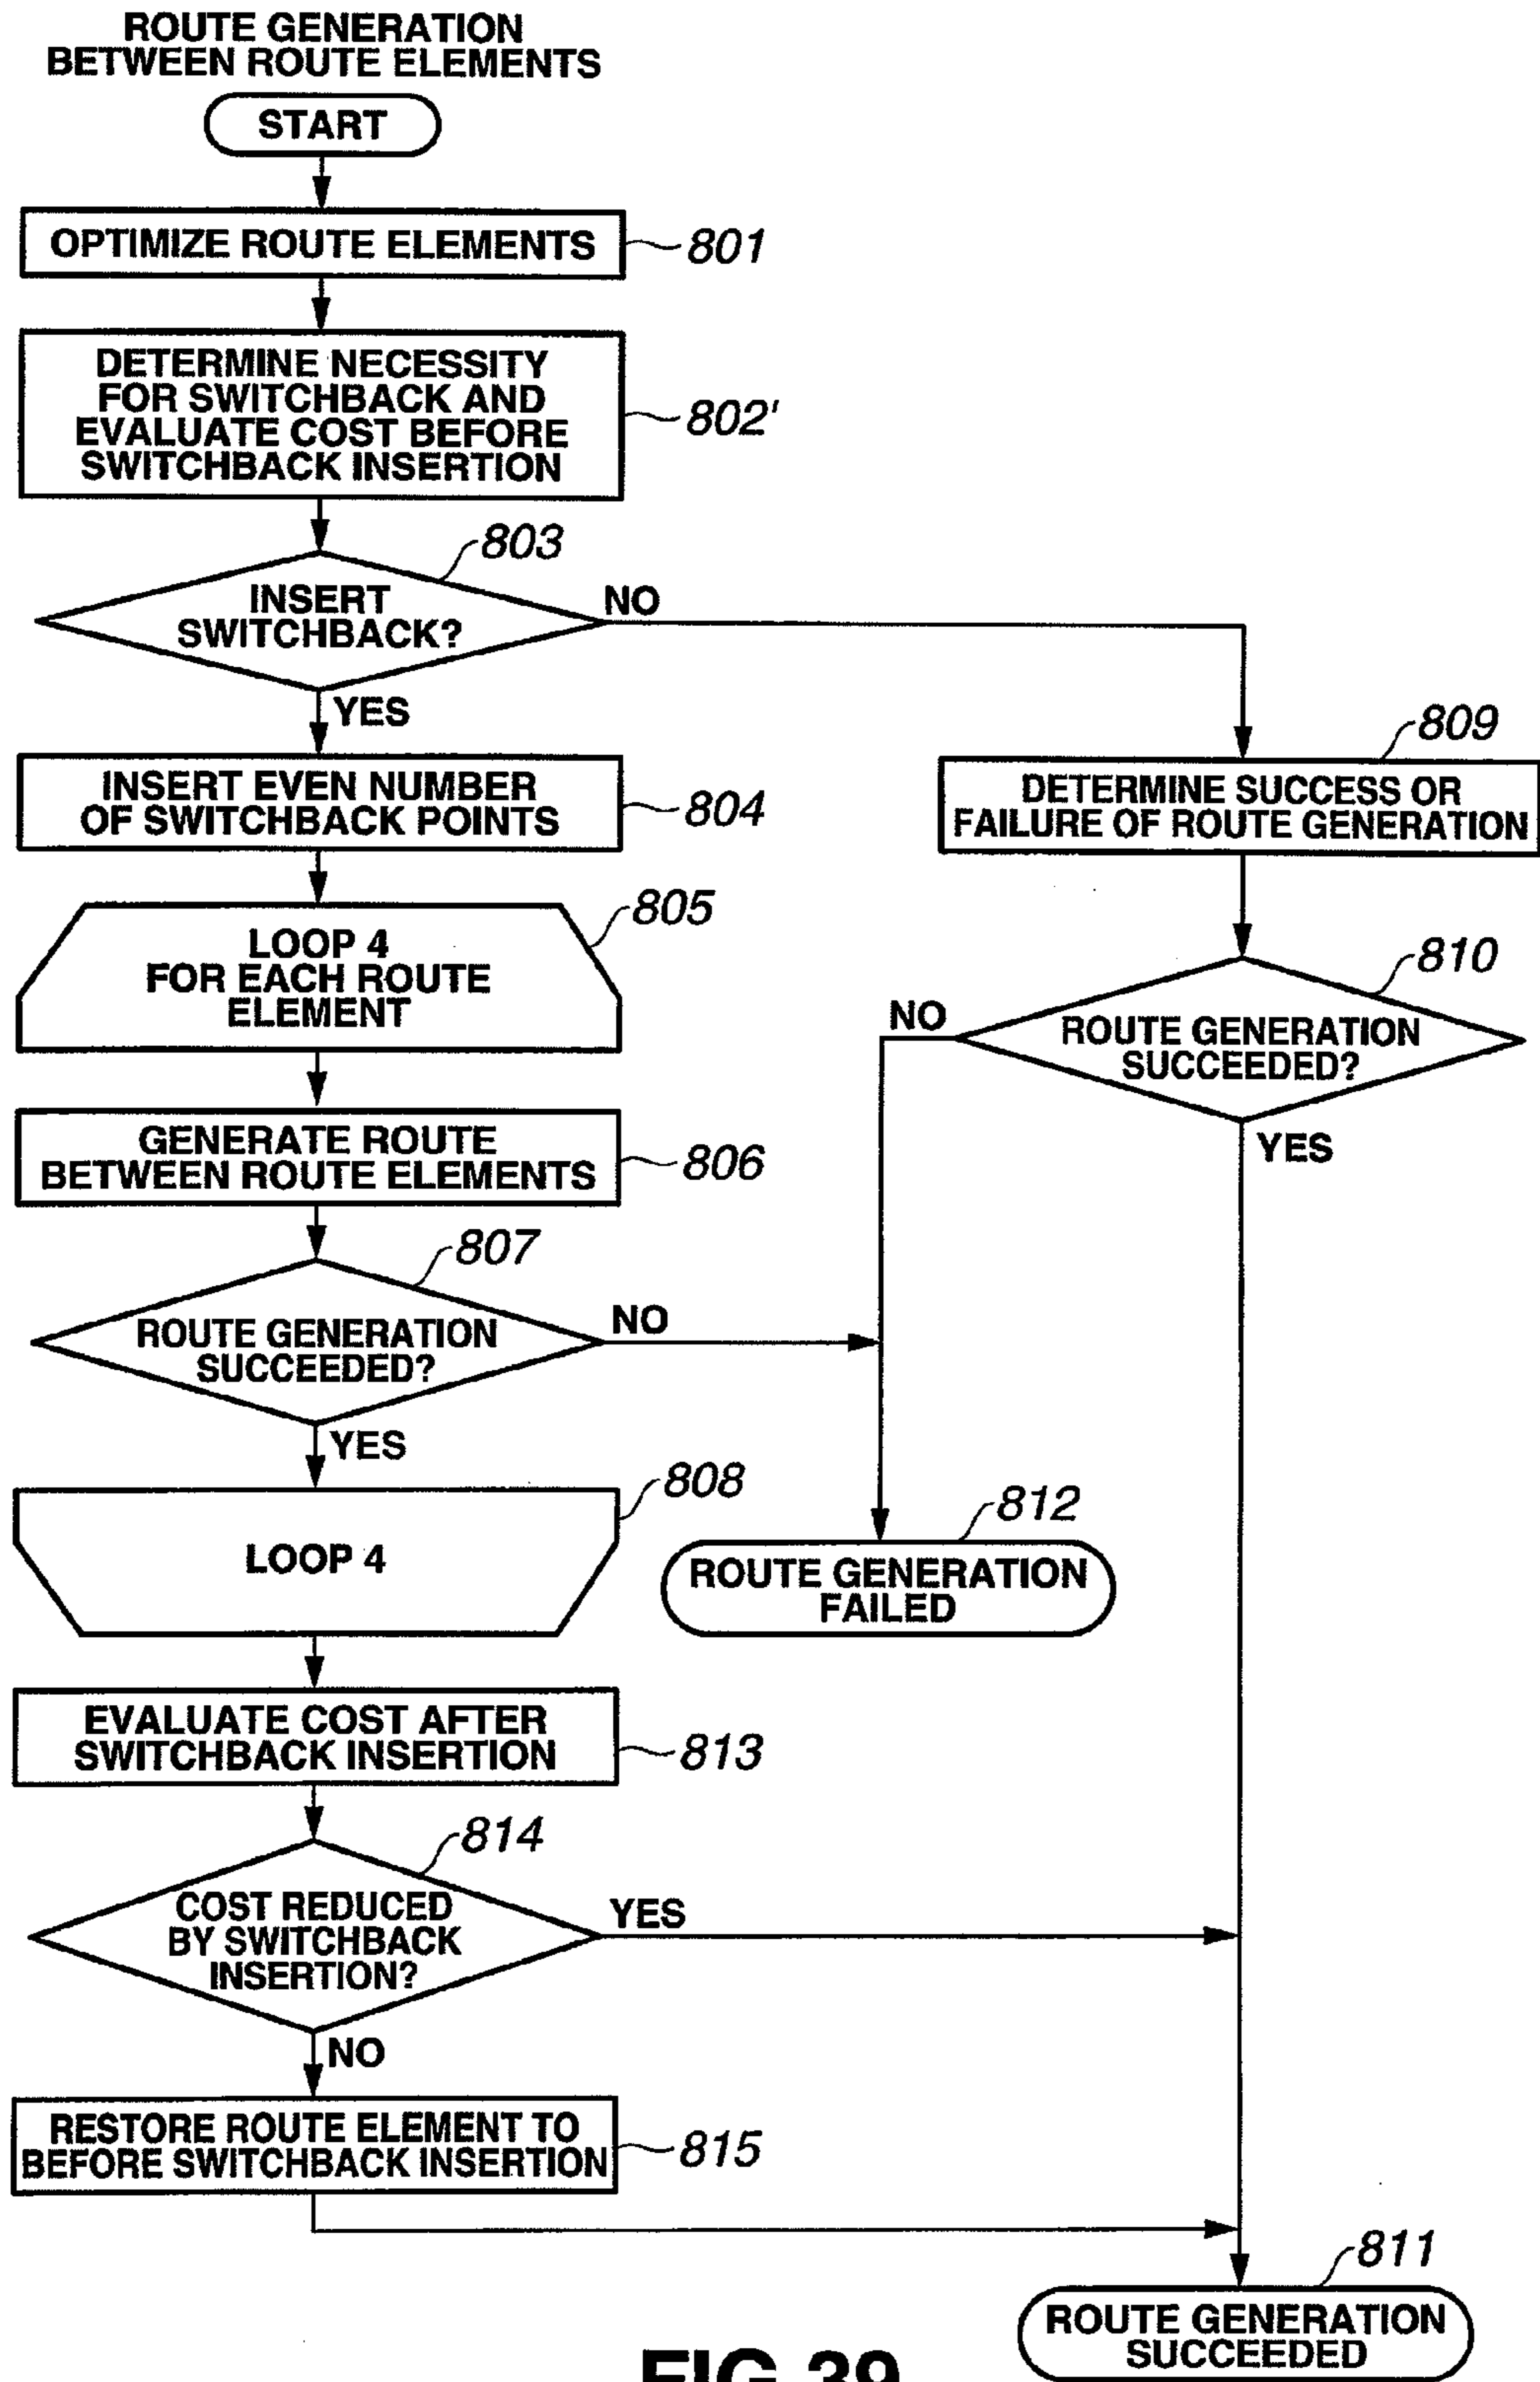 ROUTE GENERATION
BETWEEN ROUTE ELEMENTS
START
OPTIMIZE ROUTE ELEMENTS
801
DETERMINE NECESSITY
FOR SWITCHBACK AND
EVALUATE COST BEFORE
SWITCHBACK INSERTION
802'
803
INSERT
SWITCHBACK?
NO
YES
INSERT EVEN NUMBER
OF SWITCHBACK POINTS
804
809
DETERMINE SUCCESS OR
FAILURE OF ROUTE GENERATION
805
LOOP 4
FOR EACH ROUTE
ELEMENT
810
NO
ROUTE GENERATION
SUCCEEDED?
YES
GENERATE ROUTE
BETWEEN ROUTE ELEMENTS
806
807
ROUTE GENERATION
SUCCEEDED?
NO
YES
808
LOOP 4
812
ROUTE GENERATION
FAILED
EVALUATE COST AFTER
SWITCHBACK INSERTION
813
814
COST REDUCED
BY SWITCHBACK
INSERTION?
YES
NO
RESTORE ROUTE ELEMENT TO
BEFORE SWITCHBACK INSERTION
815
811
ROUTE GENERATION
SUCCEEDED
FIG.39